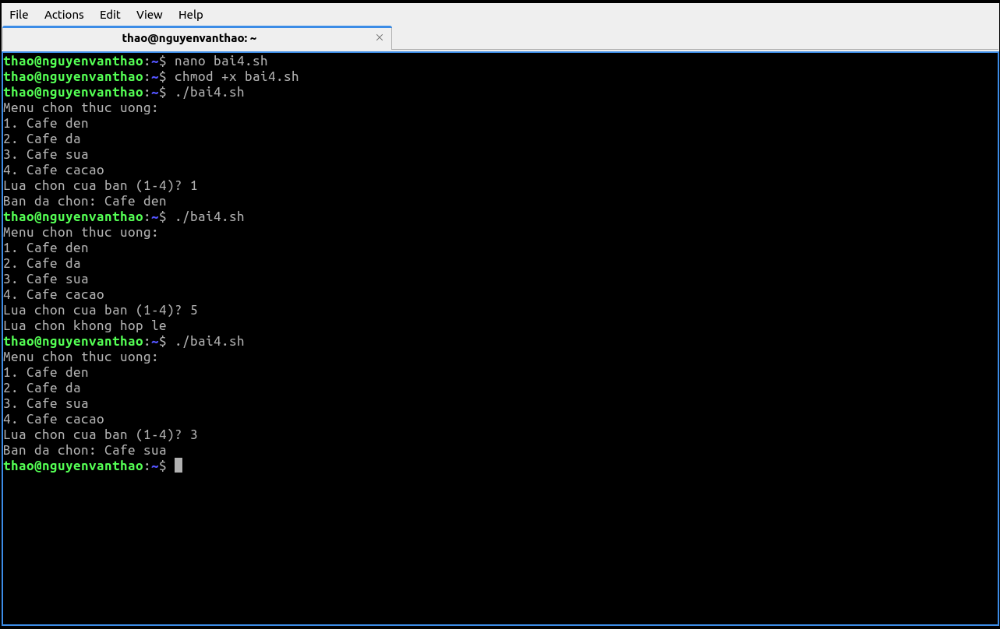 File Actions Edit View Help
thao@nguyenvanthao: ~ ×
thao@nguyenvanthao:~$ nano bai4.sh
thao@nguyenvanthao:~$ chmod +x bai4.sh
thao@nguyenvanthao:~$ ./bai4.sh
Menu chon thuc uong:
1. Cafe den
2. Cafe da
3. Cafe sua
4. Cafe cacao
Lua chon cua ban (1-4)? 1
Ban da chon: Cafe den
thao@nguyenvanthao:~$ ./bai4.sh
Menu chon thuc uong:
1. Cafe den
2. Cafe da
3. Cafe sua
4. Cafe cacao
Lua chon cua ban (1-4)? 5
Lua chon khong hop le
thao@nguyenvanthao:~$ ./bai4.sh
Menu chon thuc uong:
1. Cafe den
2. Cafe da
3. Cafe sua
4. Cafe cacao
Lua chon cua ban (1-4)? 3
Ban da chon: Cafe sua
thao@nguyenvanthao:~$